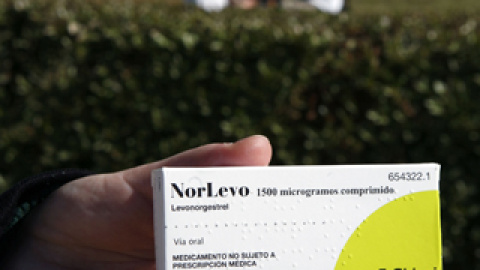 654322.1
NorLevo 1500 microgramos comprimido.
Levonorgestrel
Vía oral
MEDICAMENTO NO SUJETO A
PRESCRIPCIÓN MÉDICA